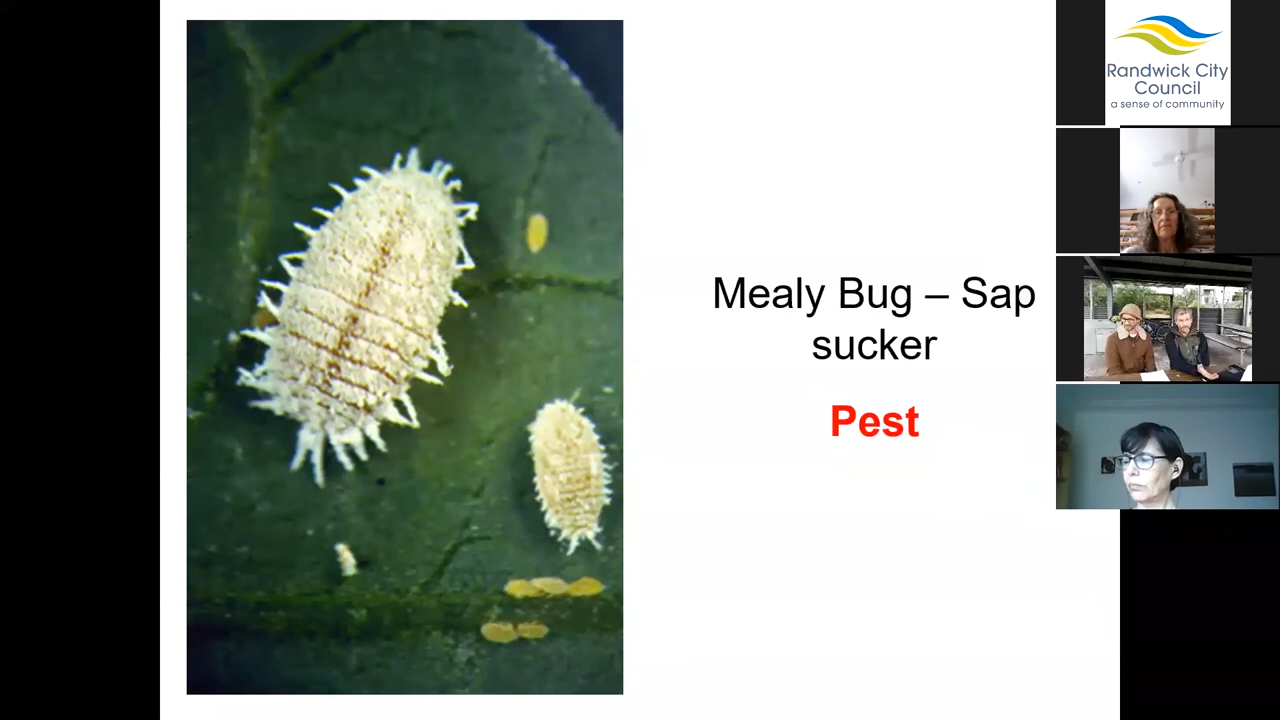 Mealy Bug – Sap
sucker
Pest
Randwick City
Council
a sense of community